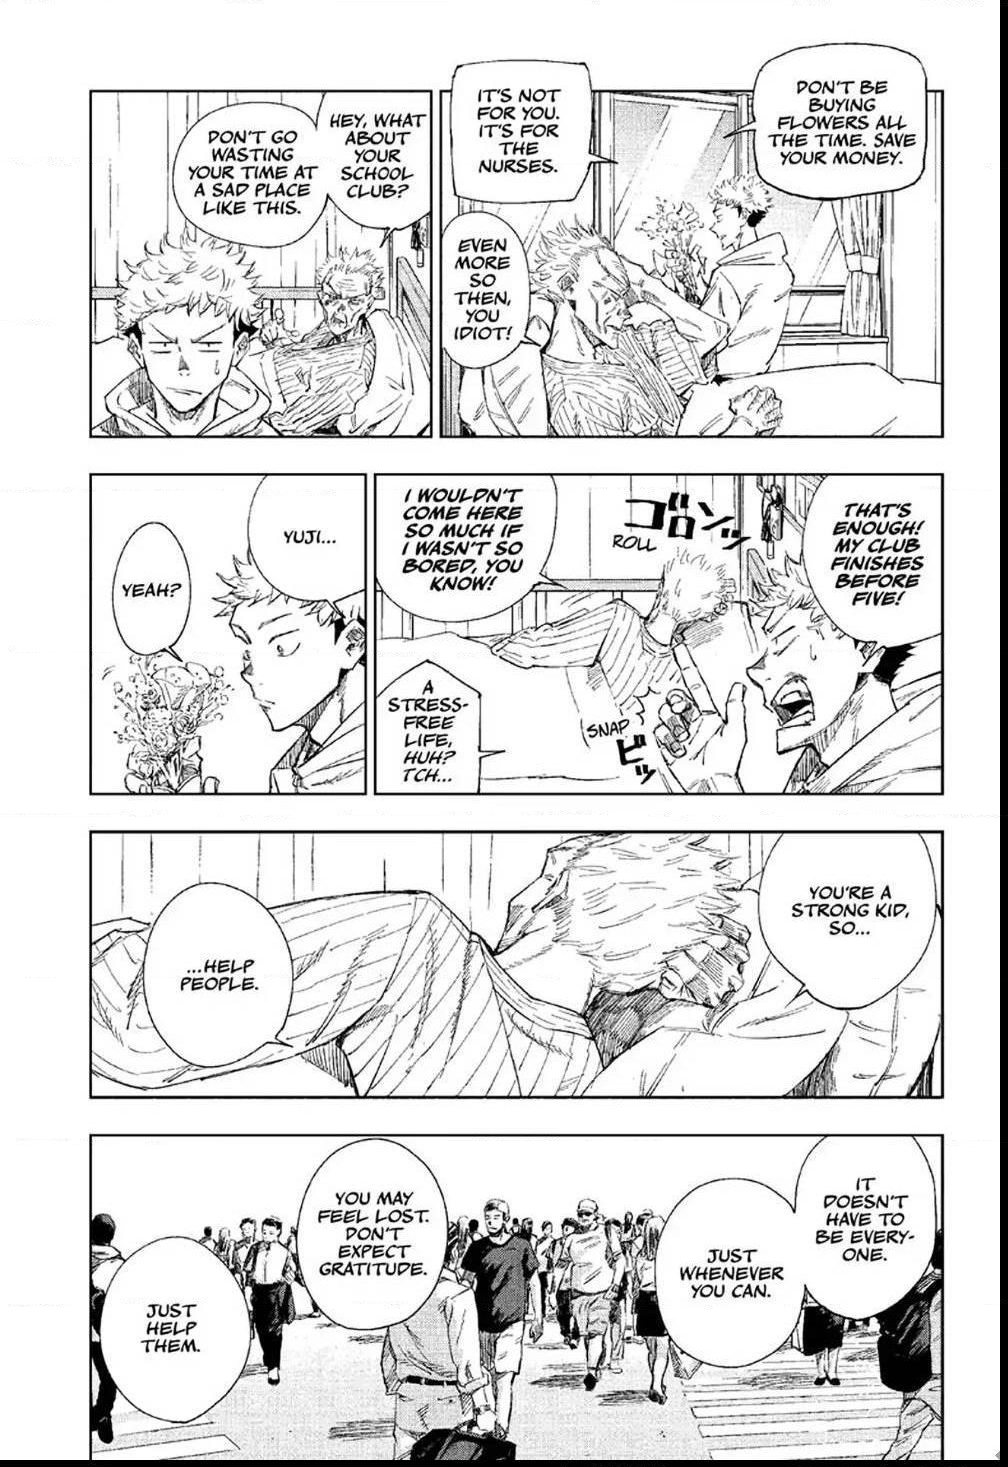 DON'T BE
BUYING
FLOWERS ALL
THE TIME. SAVE
YOUR MONEY.
IT'S NOT
FOR YOU.
IT'S FOR
THE
NURSES.
EVEN
MORE
SO
THEN,
YOU
IDIOT!
HEY, WHAT
ABOUT
YOUR
SCHOOL
CLUB?
DON'T GO
WASTING
YOUR TIME AT
A SAD PLACE
LIKE THIS.
THAT'S
ENOUGH!
MY CLUB
FINISHES
BEFORE
FIVE!
ゴロンッ
ROLL
I WOULDN'T
COME HERE
SO MUCH IF
I WASN'T SO
BORED, YOU
KNOW!
SNAP
ビッ
A
STRESS-
FREE
LIFE,
HUH?
TCH...
YUJI...
YEAH?
YOU'RE A
STRONG KID,
SO...
...HELP
PEOPLE.
IT
DOESN'T
HAVE TO
BE EVERY-
ONE.
JUST
WHENEVER
YOU CAN.
YOU MAY
FEEL LOST.
DON'T
EXPECT
GRATITUDE.
JUST
HELP
THEM.